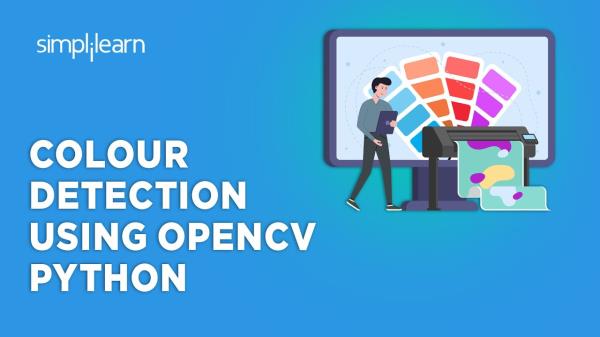 simplilearn
COLOUR
DETECTION
USING OPENCV
PYTHON